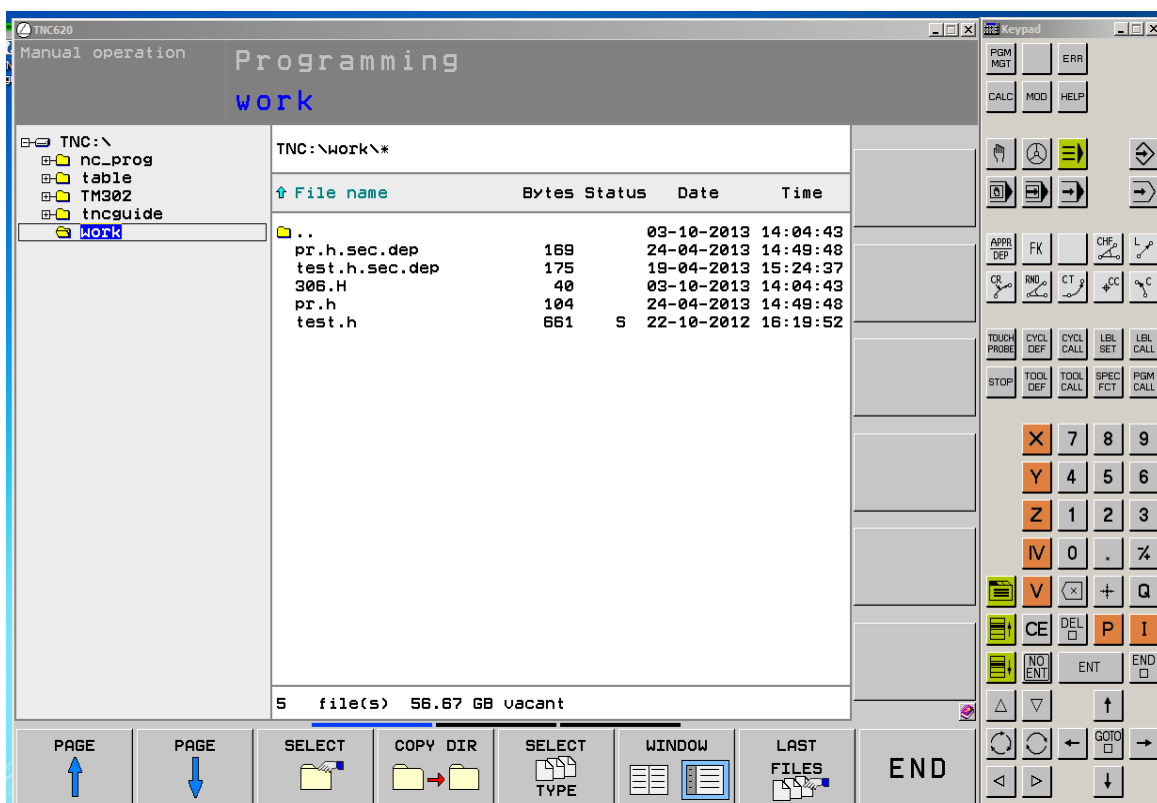 TNC620
Manual operation
Programming
work
TNC:\
nc_prog
table
TM302
tncguide
work
TNC:\work\*
File name Bytes Status Date Time
.. 03-10-2013 14:04:43
pr.h.sec.dep 169 24-04-2013 14:49:48
test.h.sec.dep 175 19-04-2013 15:24:37
306.H 40 03-10-2013 14:04:43
pr.h 104 24-04-2013 14:49:48
test.h 661 S 22-10-2012 16:19:52
5 file(s) 56.67 GB vacant
PAGE
PAGE
SELECT
COPY DIR
SELECT
TYPE
WINDOW
LAST
FILES
END
Keypad
PGM
MGT
ERR
CALC
MOD
HELP
APPR
DEP
FK
CHF
L
CR
RND
CT
CC
C
TOUCH
PROBE
CYCL
DEF
CYCL
CALL
LBL
SET
LBL
CALL
STOP
TOOL
DEF
TOOL
CALL
SPEC
FCT
PGM
CALL
X 7 8 9
Y 4 5 6
Z 1 2 3
IV 0 .
V Q
CE
DEL
P I
NO
ENT
ENT
END
GOTO